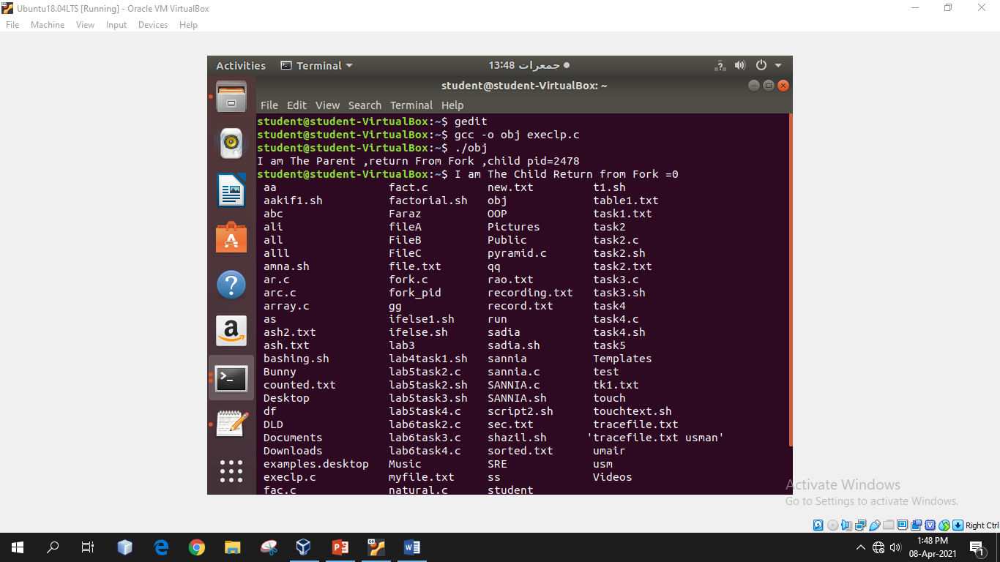 Ubuntu18.04LTS [Running] - Oracle VM VirtualBox
File Machine View Input Devices Help
Activities Terminal جمعرات 13:48
student@student-VirtualBox: ~
File Edit View Search Terminal Help
student@student-VirtualBox:~$ gedit
student@student-VirtualBox:~$ gcc -o obj execlp.c
student@student-VirtualBox:~$ ./obj
I am The Parent ,return From Fork ,child pid=2478
student@student-VirtualBox:~$ I am The Child Return from Fork =0
aa fact.c new.txt t1.sh
aakif1.sh factorial.sh obj table1.txt
abc Faraz OOP task1.txt
ali fileA Pictures task2
all FileB Public task2.c
alll FileC pyramid.c task2.sh
amna.sh file.txt qq task2.txt
ar.c fork.c rao.txt task3.c
arc.c fork_pid recording.txt task3.sh
array.c gg record.txt task4
as ifelse1.sh run task4.c
ash2.txt ifelse.sh sadia task4.sh
ash.txt lab3 sadia.sh task5
bashing.sh lab4task1.sh sannia Templates
Bunny lab5task2.c sannia.c test
counted.txt lab5task2.sh SANNIA.c tk1.txt
Desktop lab5task3.sh SANNIA.sh touch
df lab5task4.c script2.sh touchtext.sh
DLD lab6task2.c sec.txt tracefile.txt
Documents lab6task3.c shazil.sh 'tracefile.txt usman'
Downloads lab6task4.c sorted.txt umair
examples.desktop Music SRE usm
execlp.c myfile.txt ss Videos
fac.c natural.c student
Activate Windows
Go to Settings to activate Windows.
Right Ctrl
1:48 PM
08-Apr-2021
1